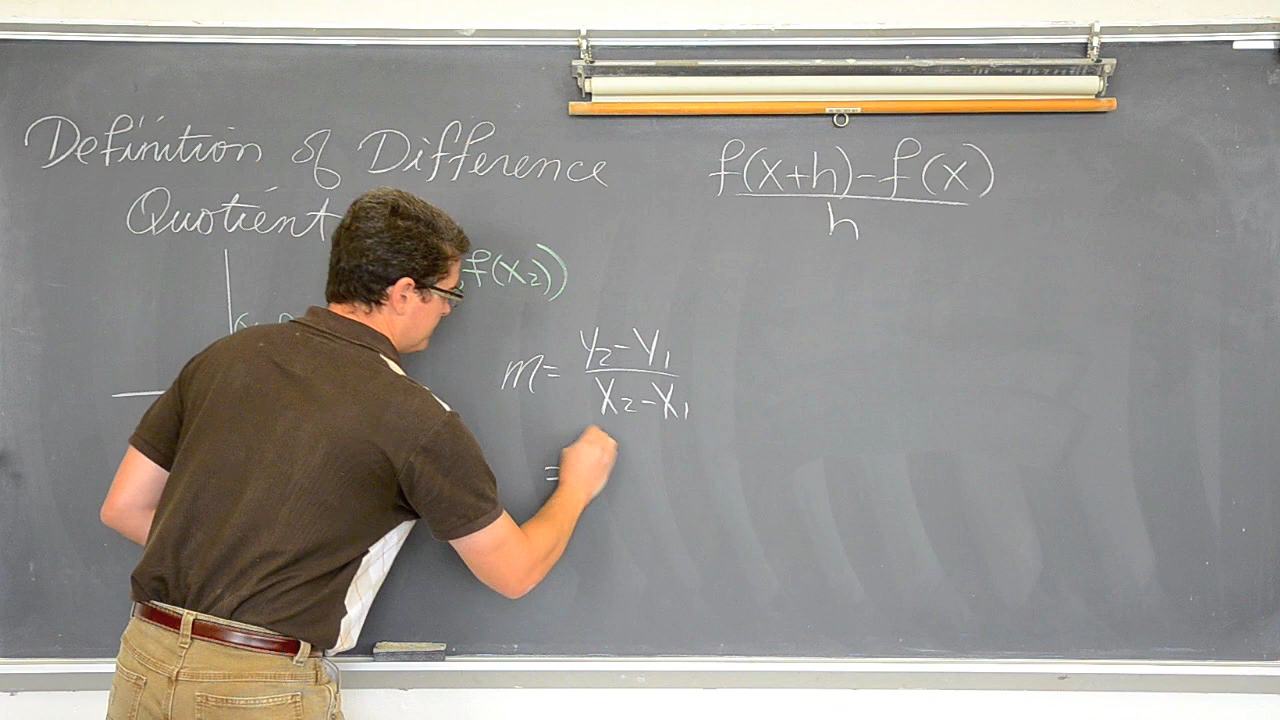 Definition of Difference
Quotient
f(x+h)-f(x)
h
f(x₂))
m= y₂-y₁
x₂-x₁
=